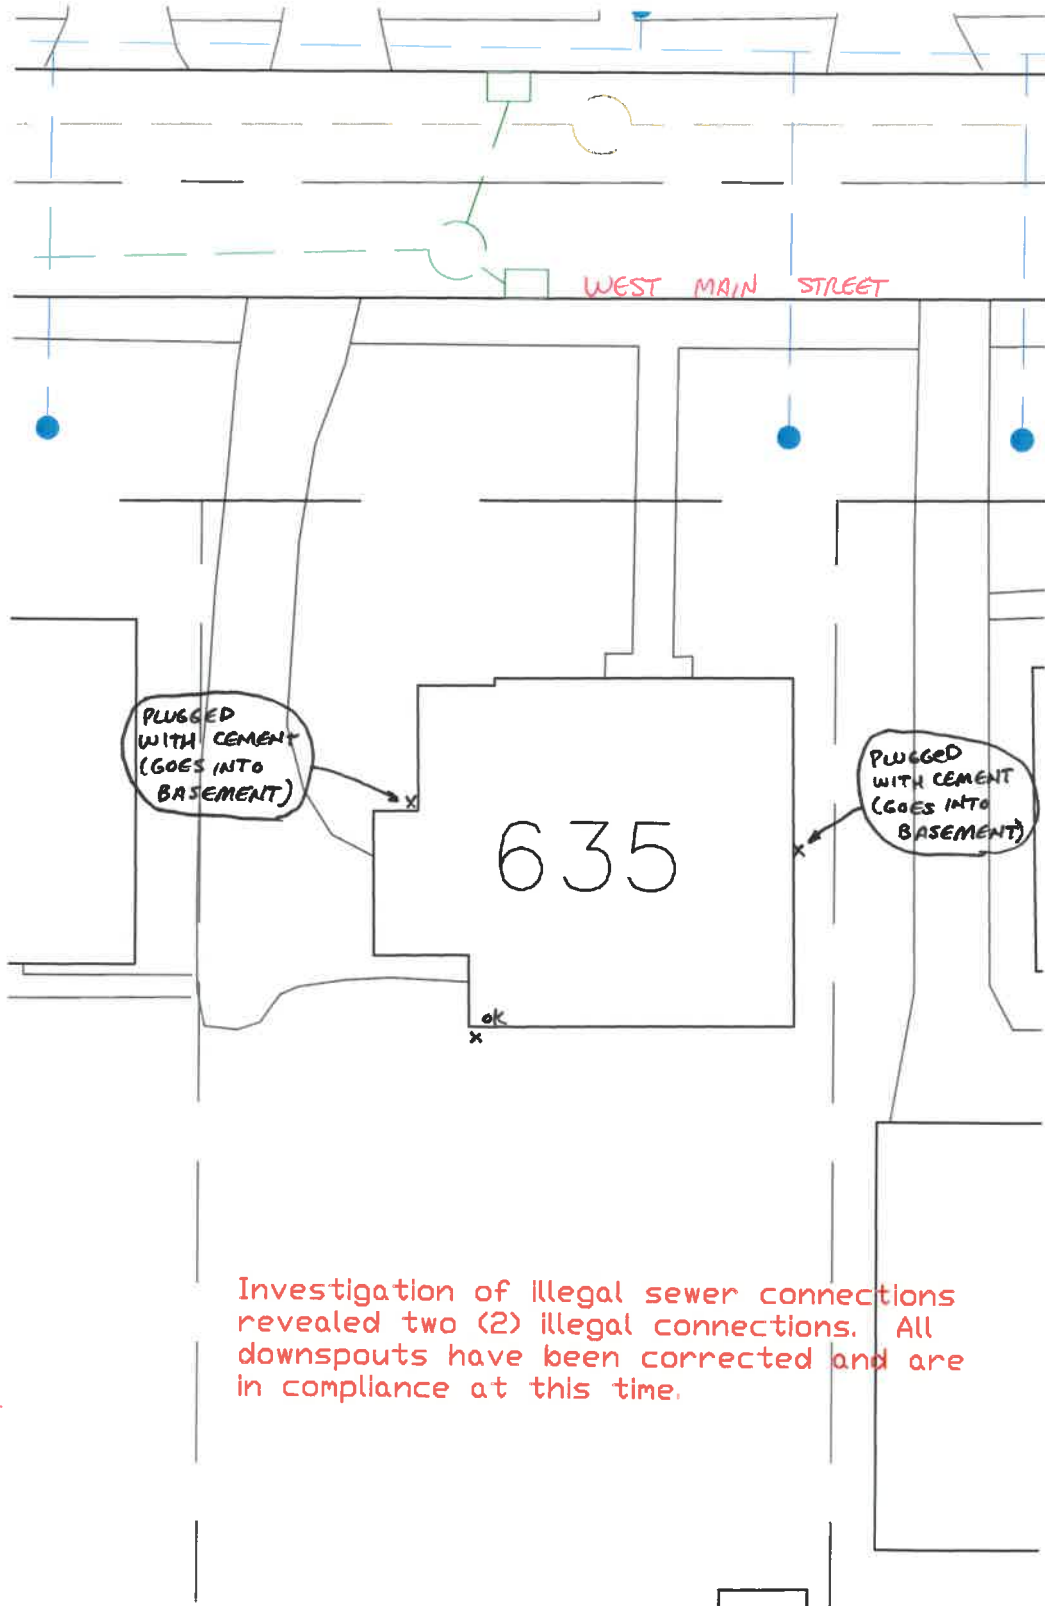 WEST MAIN STREET
PLUGGED
WITH CEMENT
(GOES INTO
BASEMENT)
PLUGGED
WITH CEMENT
(GOES INTO
BASEMENT)
635
ok
Investigation of illegal sewer connections
revealed two (2) illegal connections. All
downspouts have been corrected and are
in compliance at this time.